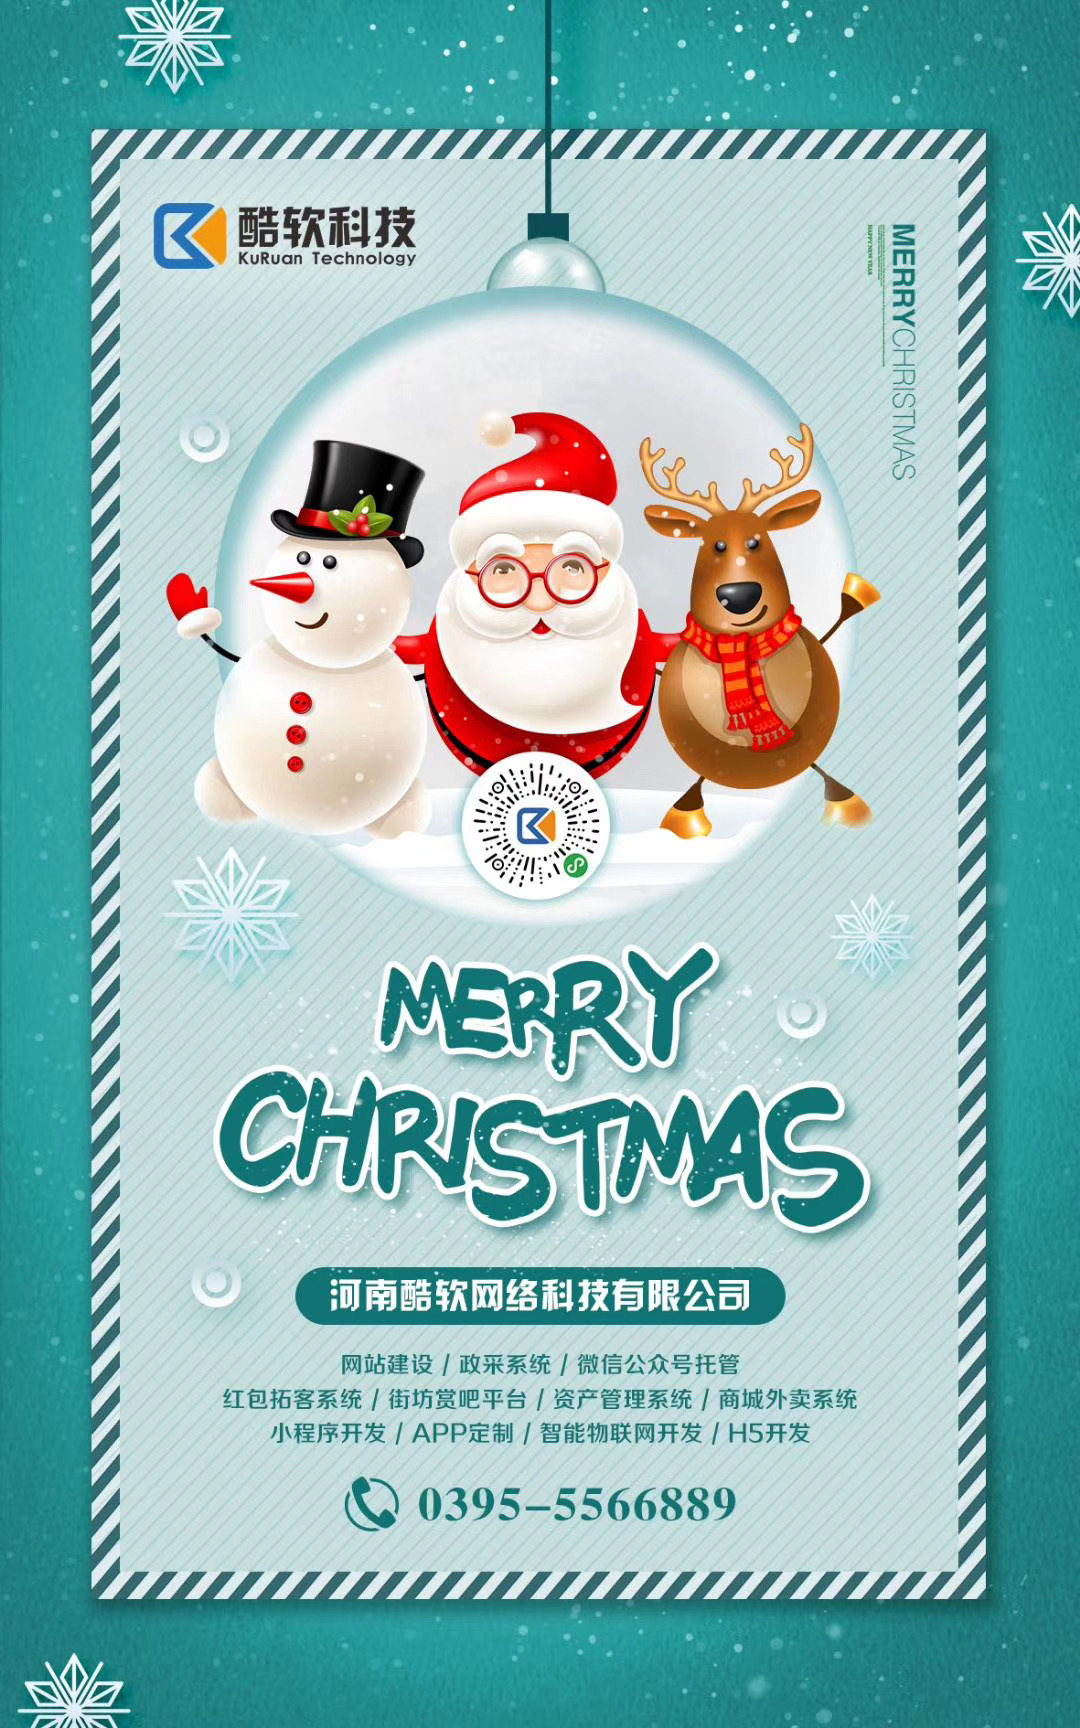 酷软科技
KuRuan Technology
MERRYCHRISTMAS
HAPPY NEW YEAR
MERRY
CHRISTMAS
河南酷软网络科技有限公司
网站建设 / 政采系统 / 微信公众号托管
红包拓客系统 / 街坊赏吧平台 / 资产管理系统 / 商城外卖系统
小程序开发 / APP定制 / 智能物联网开发 / H5开发
0395-5566889